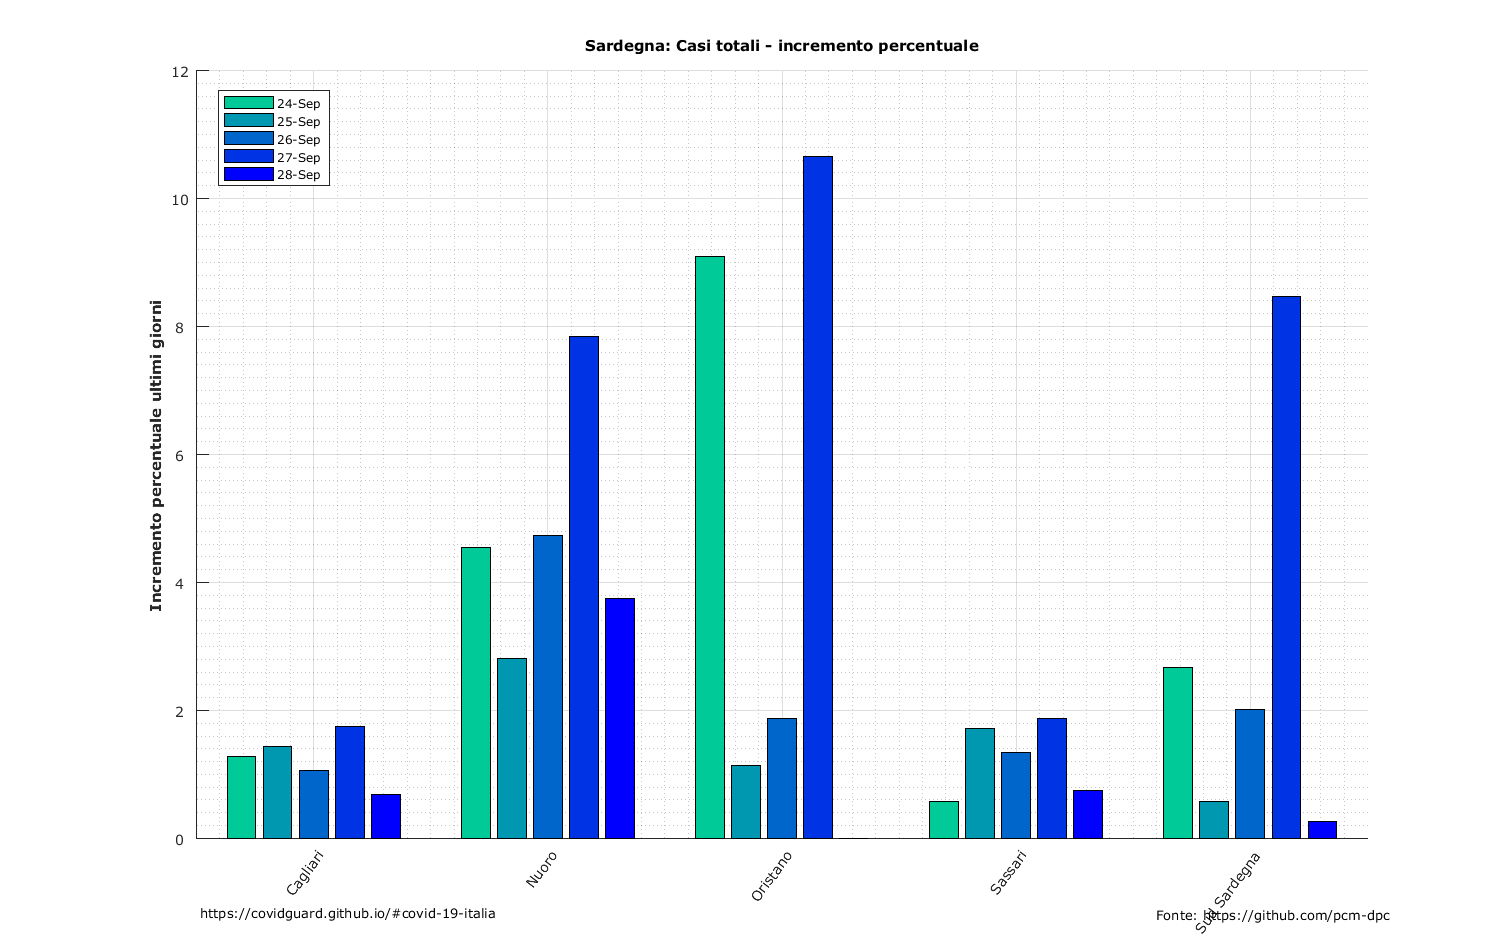 Sardegna: Casi totali - incremento percentuale
12
10
8
6
4
2
0
24-Sep
25-Sep
26-Sep
27-Sep
28-Sep
Incremento percentuale ultimi giorni
Cagliari
Nuoro
Oristano
Sassari
Sud Sardegna
https://covidguard.github.io/#covid-19-italia
Fonte: https://github.com/pcm-dpc